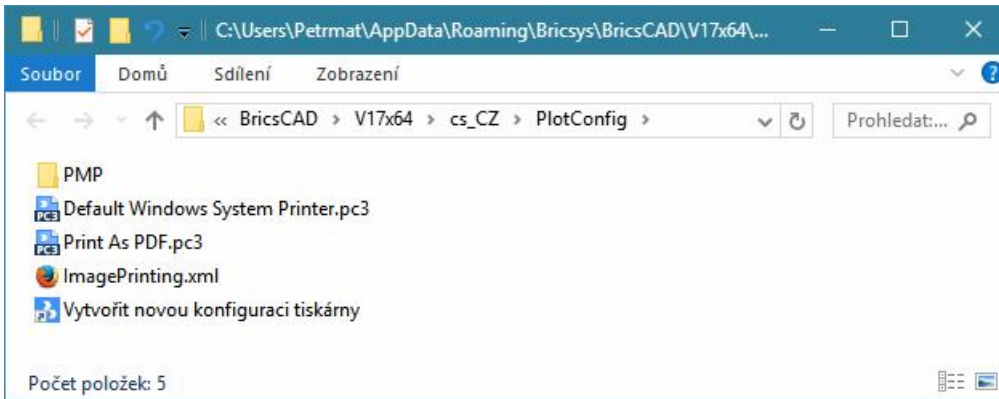 C:\Users\Petrmat\AppData\Roaming\Bricsys\BricsCAD\V17x64\...
Soubor Domů Sdílení Zobrazení
« BricsCAD > V17x64 > cs_CZ > PlotConfig > Prohledat:...
PMP
Default Windows System Printer.pc3
Print As PDF.pc3
ImagePrinting.xml
Vytvořit novou konfiguraci tiskárny
Počet položek: 5